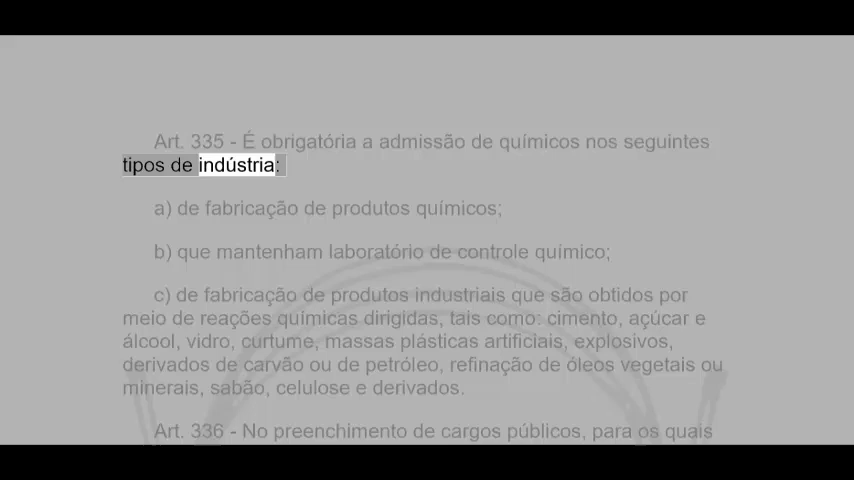 Art. 335 - É obrigatória a admissão de químicos nos seguintes
tipos de indústria:
a) de fabricação de produtos químicos;
b) que mantenham laboratório de controle químico;
c) de fabricação de produtos industriais que são obtidos por
meio de reações químicas dirigidas, tais como: cimento, açúcar e
álcool, vidro, curtume, massas plásticas artificiais, explosivos,
derivados de carvão ou de petróleo, refinação de óleos vegetais ou
minerais, sabão, celulose e derivados.
Art. 336 - No preenchimento de cargos públicos, para os quais